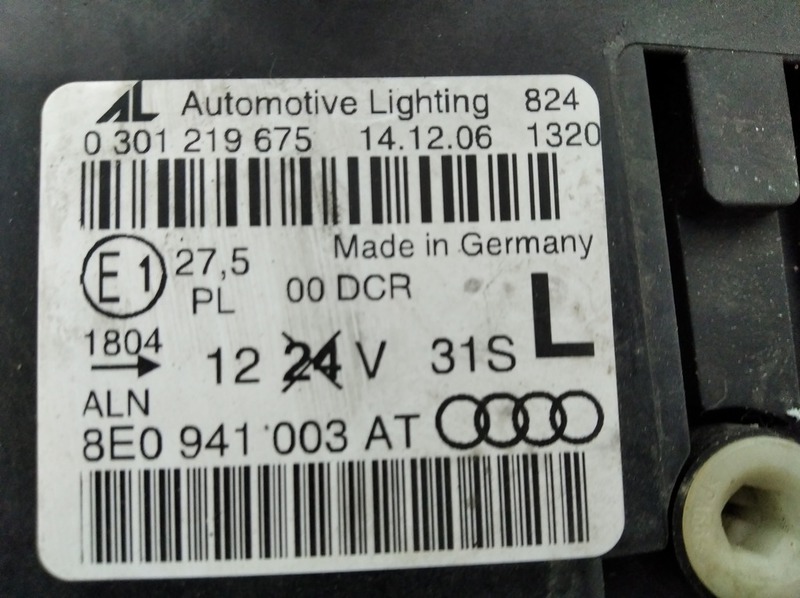 AL Automotive Lighting 824
0 301 219 675 14.12.06 1320
Made in Germany
E1 27,5
PL 00 DCR
L
1804
12 24 V 31S
ALN
8E0 941 003 AT